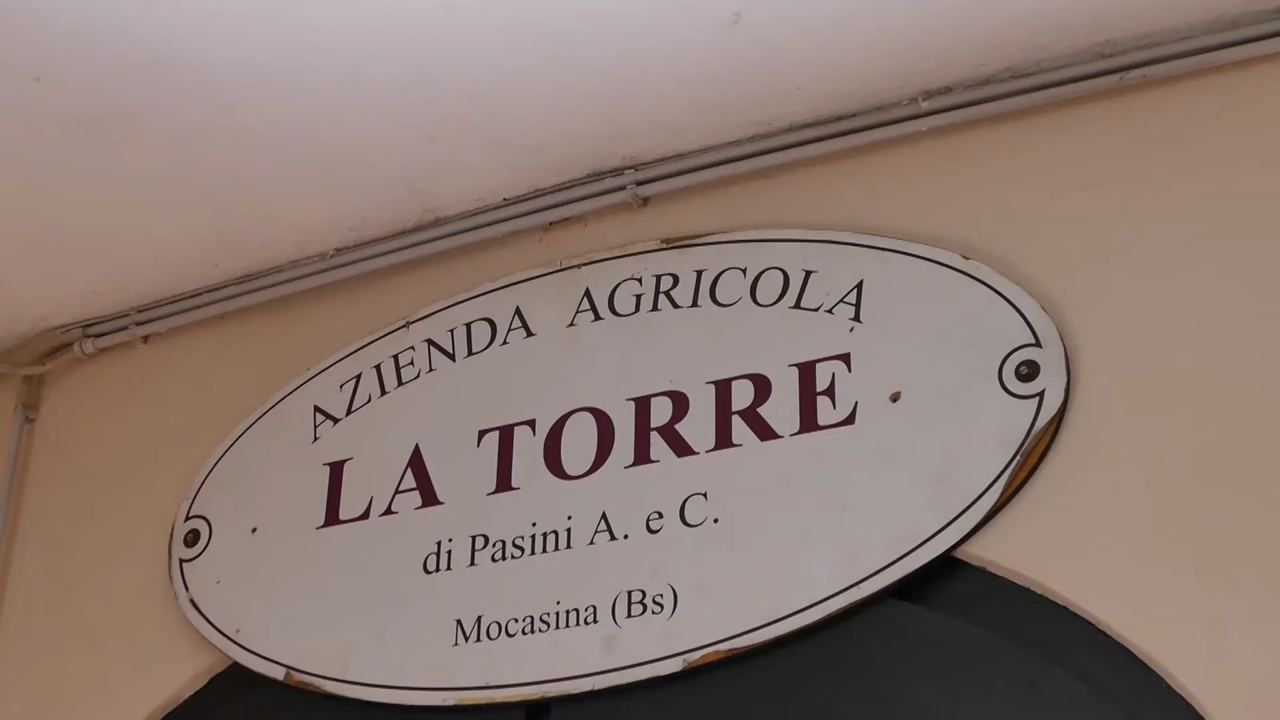 AZIENDA AGRICOLA
LA TORRE
di Pasini A. e C.
Mocasina (Bs)